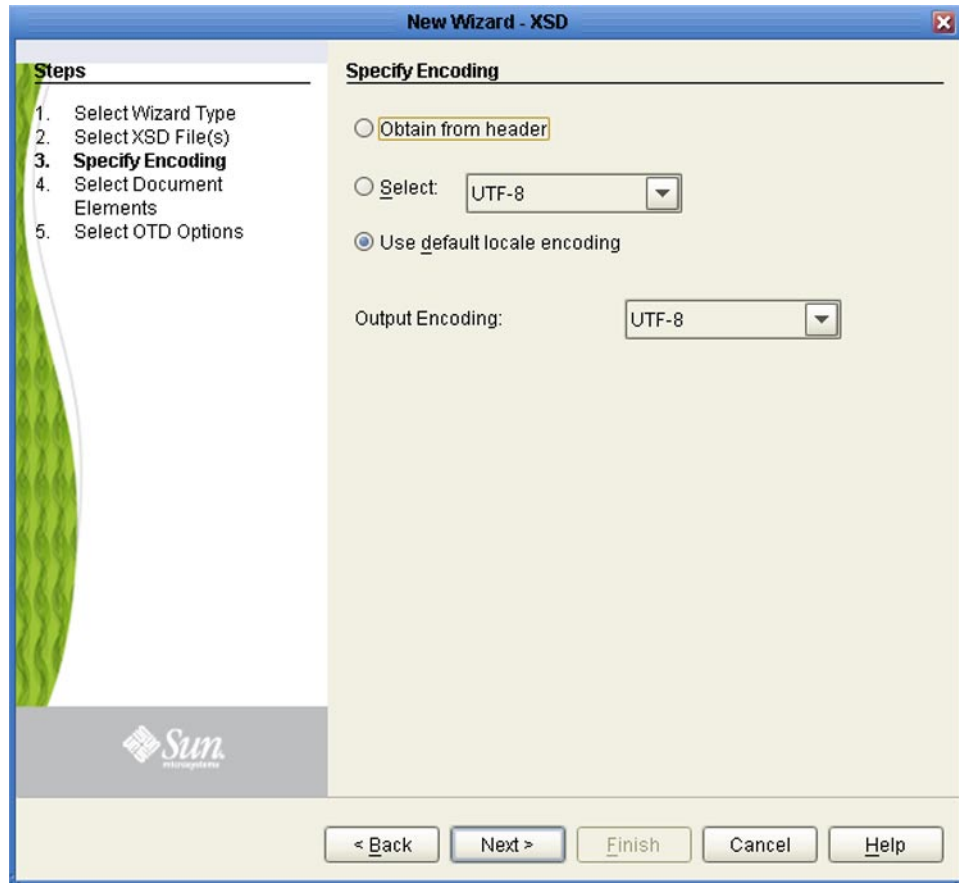 New Wizard - XSD
Steps
1. Select Wizard Type
2. Select XSD File(s)
3. Specify Encoding
4. Select Document
Elements
5. Select OTD Options
Sun
microsystems
Specify Encoding
Obtain from header
Select: UTF-8
Use default locale encoding
Output Encoding: UTF-8
< Back Next > Finish Cancel Help